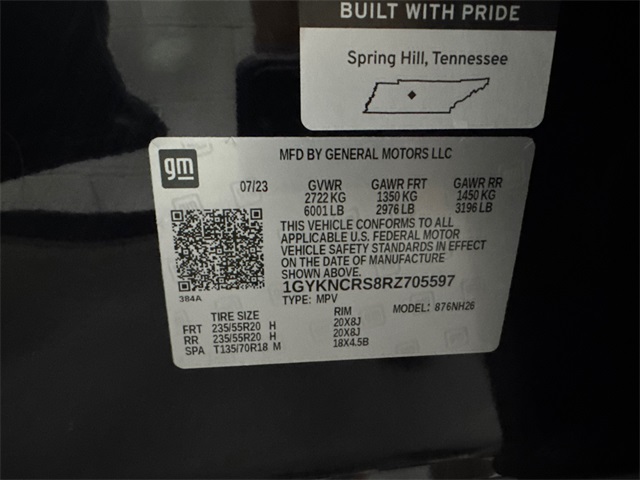 BUILT WITH PRIDE
Spring Hill, Tennessee
gm
MFD BY GENERAL MOTORS LLC
07/23 GVWR GAWR FRT GAWR RR
2722 KG 1350 KG 1450 KG
6001 LB 2976 LB 3196 LB
THIS VEHICLE CONFORMS TO ALL
APPLICABLE U.S. FEDERAL MOTOR
VEHICLE SAFETY STANDARDS IN EFFECT
ON THE DATE OF MANUFACTURE
SHOWN ABOVE.
384A
1GYKNCRS8RZ705597
TYPE: MPV MODEL: 876NH26
TIRE SIZE RIM
FRT 235/55R20 H 20X8J
RR 235/55R20 H 20X8J
SPA T135/70R18 M 18X4.5B